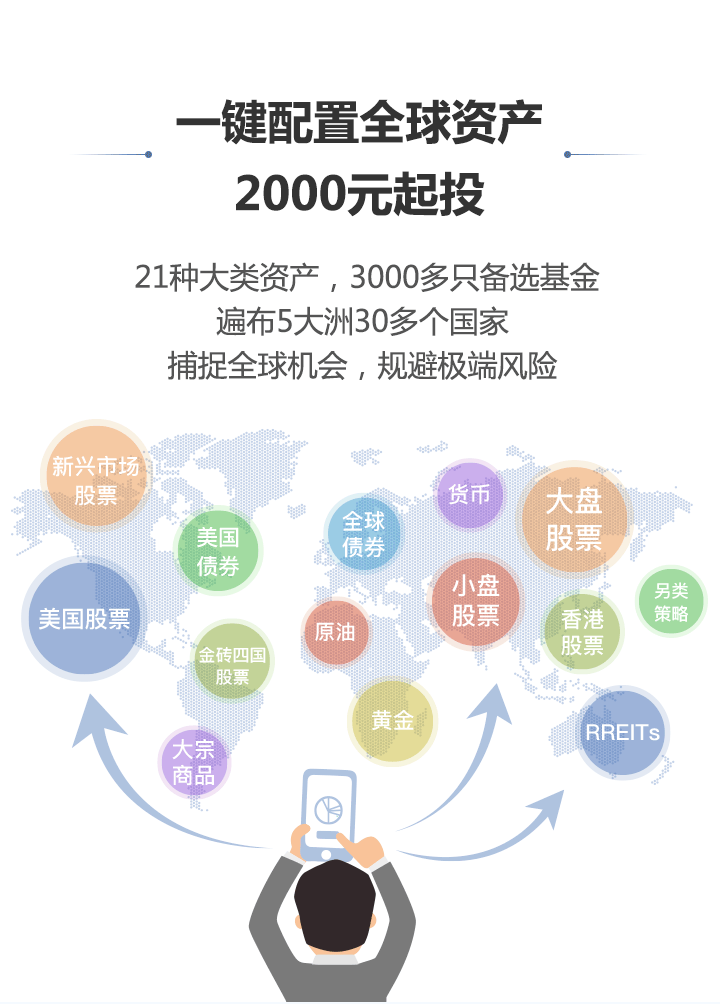 一键配置全球资产
2000元起投
21种大类资产，3000多只备选基金
遍布5大洲30多个国家
捕捉全球机会，规避极端风险
新兴市场
股票
美国
债券
全球
债券
货币
大盘
股票
美国股票
金砖四国
股票
原油
小盘
股票
香港
股票
另类
策略
大宗
商品
黄金
RREITs